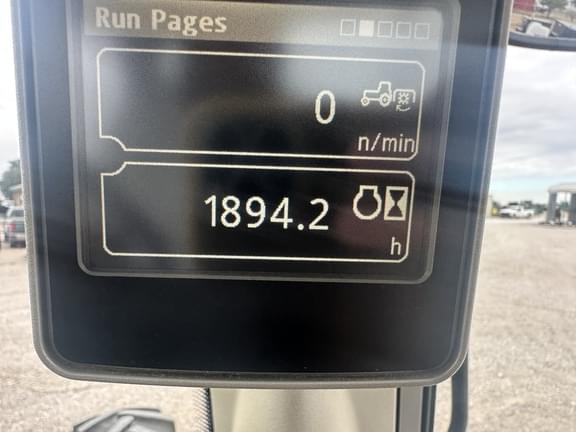 Run Pages
0
n/min
1894.2
h